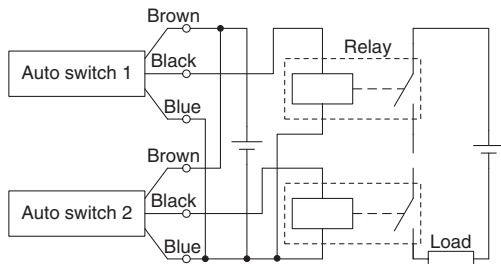 Brown
Auto switch 1
Black
Blue
Relay
Brown
Auto switch 2
Black
Blue
Load